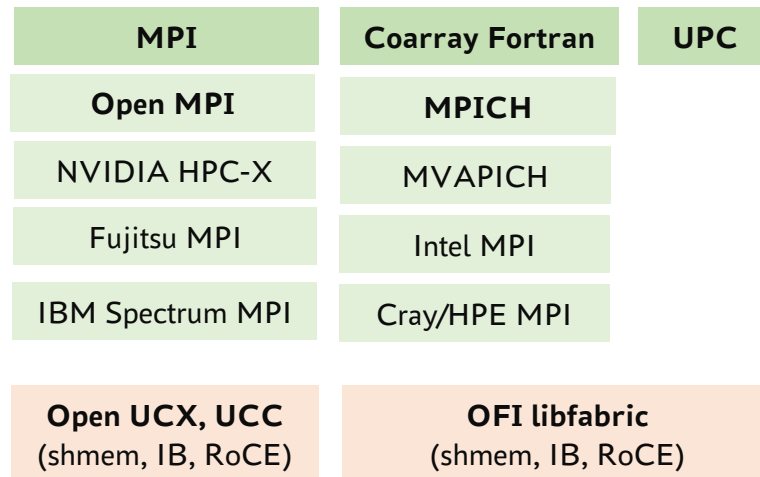 MPI
Coarray Fortran
UPC
Open MPI
MPICH
NVIDIA HPC-X
MVAPICH
Fujitsu MPI
Intel MPI
IBM Spectrum MPI
Cray/HPE MPI
Open UCX, UCC
(shmem, IB, RoCE)
OFI libfabric
(shmem, IB, RoCE)